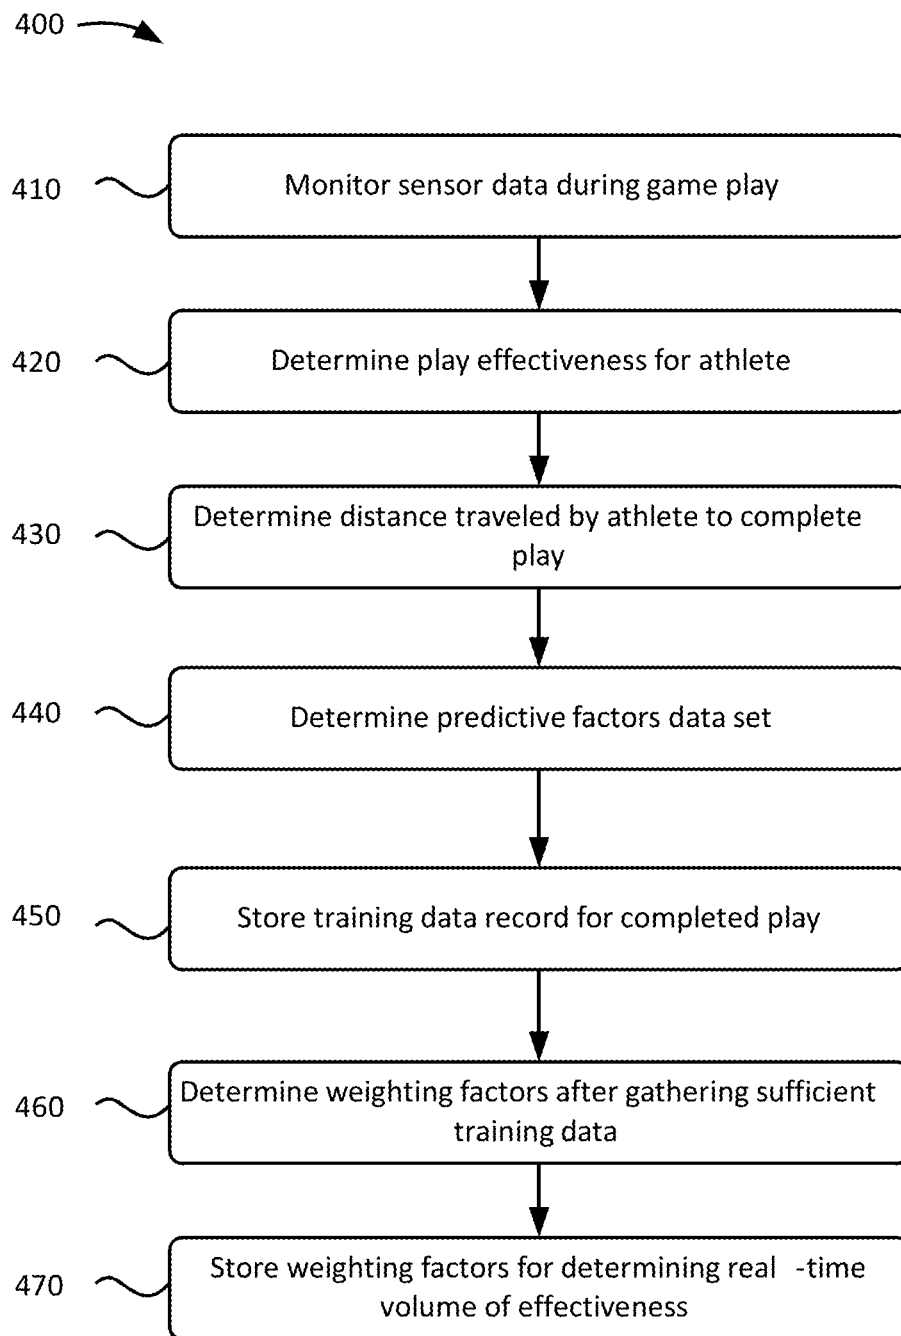 400
410
Monitor sensor data during game play
420
Determine play effectiveness for athlete
430
Determine distance traveled by athlete to complete
play
440
Determine predictive factors data set
450
Store training data record for completed play
460
Determine weighting factors after gathering sufficient
training data
470
Store weighting factors for determining real -time
volume of effectiveness